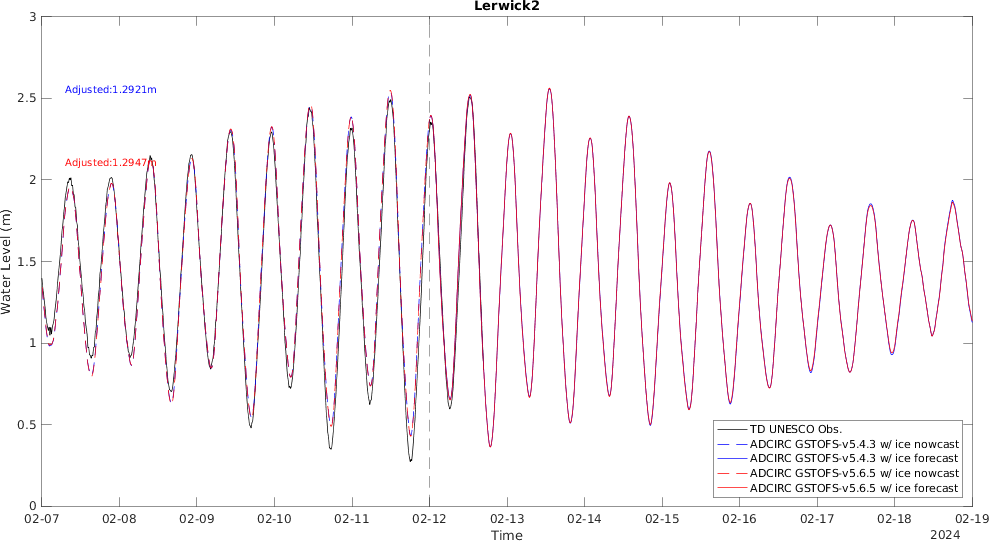 Lerwick2
3
2.5
2
1.5
1
0.5
0
Water Level (m)
Adjusted:1.2921m
Adjusted:1.2947m
TD UNESCO Obs.
ADCIRC GSTOFS-v5.4.3 w/ ice nowcast
ADCIRC GSTOFS-v5.4.3 w/ ice forecast
ADCIRC GSTOFS-v5.6.5 w/ ice nowcast
ADCIRC GSTOFS-v5.6.5 w/ ice forecast
02-07 02-08 02-09 02-10 02-11 02-12 02-13 02-14 02-15 02-16 02-17 02-18 02-19
Time
2024